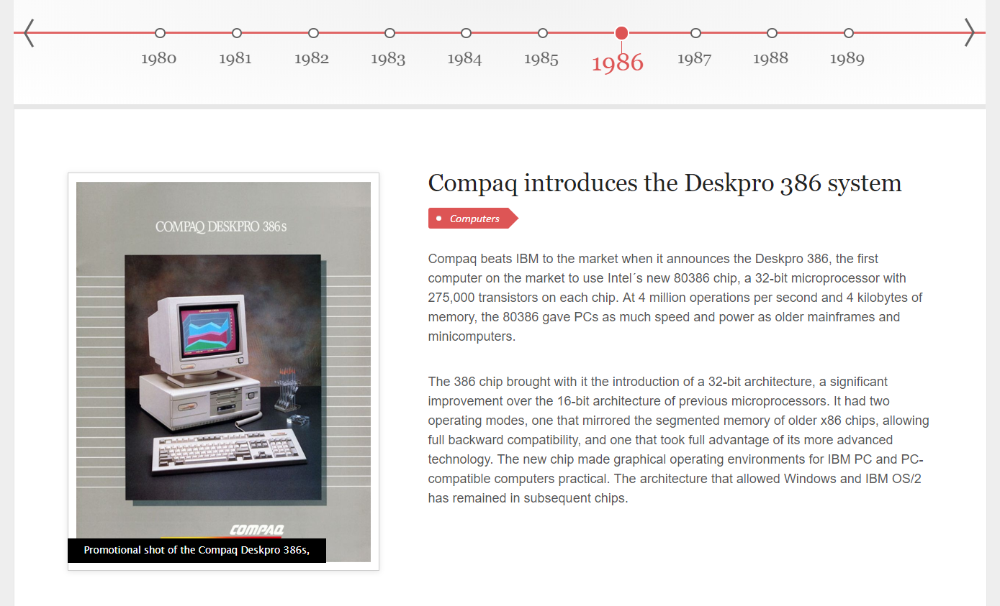 1980 1981 1982 1983 1984 1985 1986 1987 1988 1989
COMPAQ DESKPRO 386s
COMPAQ
Promotional shot of the Compaq Deskpro 386s,
Compaq introduces the Deskpro 386 system
Computers
Compaq beats IBM to the market when it announces the Deskpro 386, the first
computer on the market to use Intel´s new 80386 chip, a 32-bit microprocessor with
275,000 transistors on each chip. At 4 million operations per second and 4 kilobytes of
memory, the 80386 gave PCs as much speed and power as older mainframes and
minicomputers.
The 386 chip brought with it the introduction of a 32-bit architecture, a significant
improvement over the 16-bit architecture of previous microprocessors. It had two
operating modes, one that mirrored the segmented memory of older x86 chips, allowing
full backward compatibility, and one that took full advantage of its more advanced
technology. The new chip made graphical operating environments for IBM PC and PC-
compatible computers practical. The architecture that allowed Windows and IBM OS/2
has remained in subsequent chips.